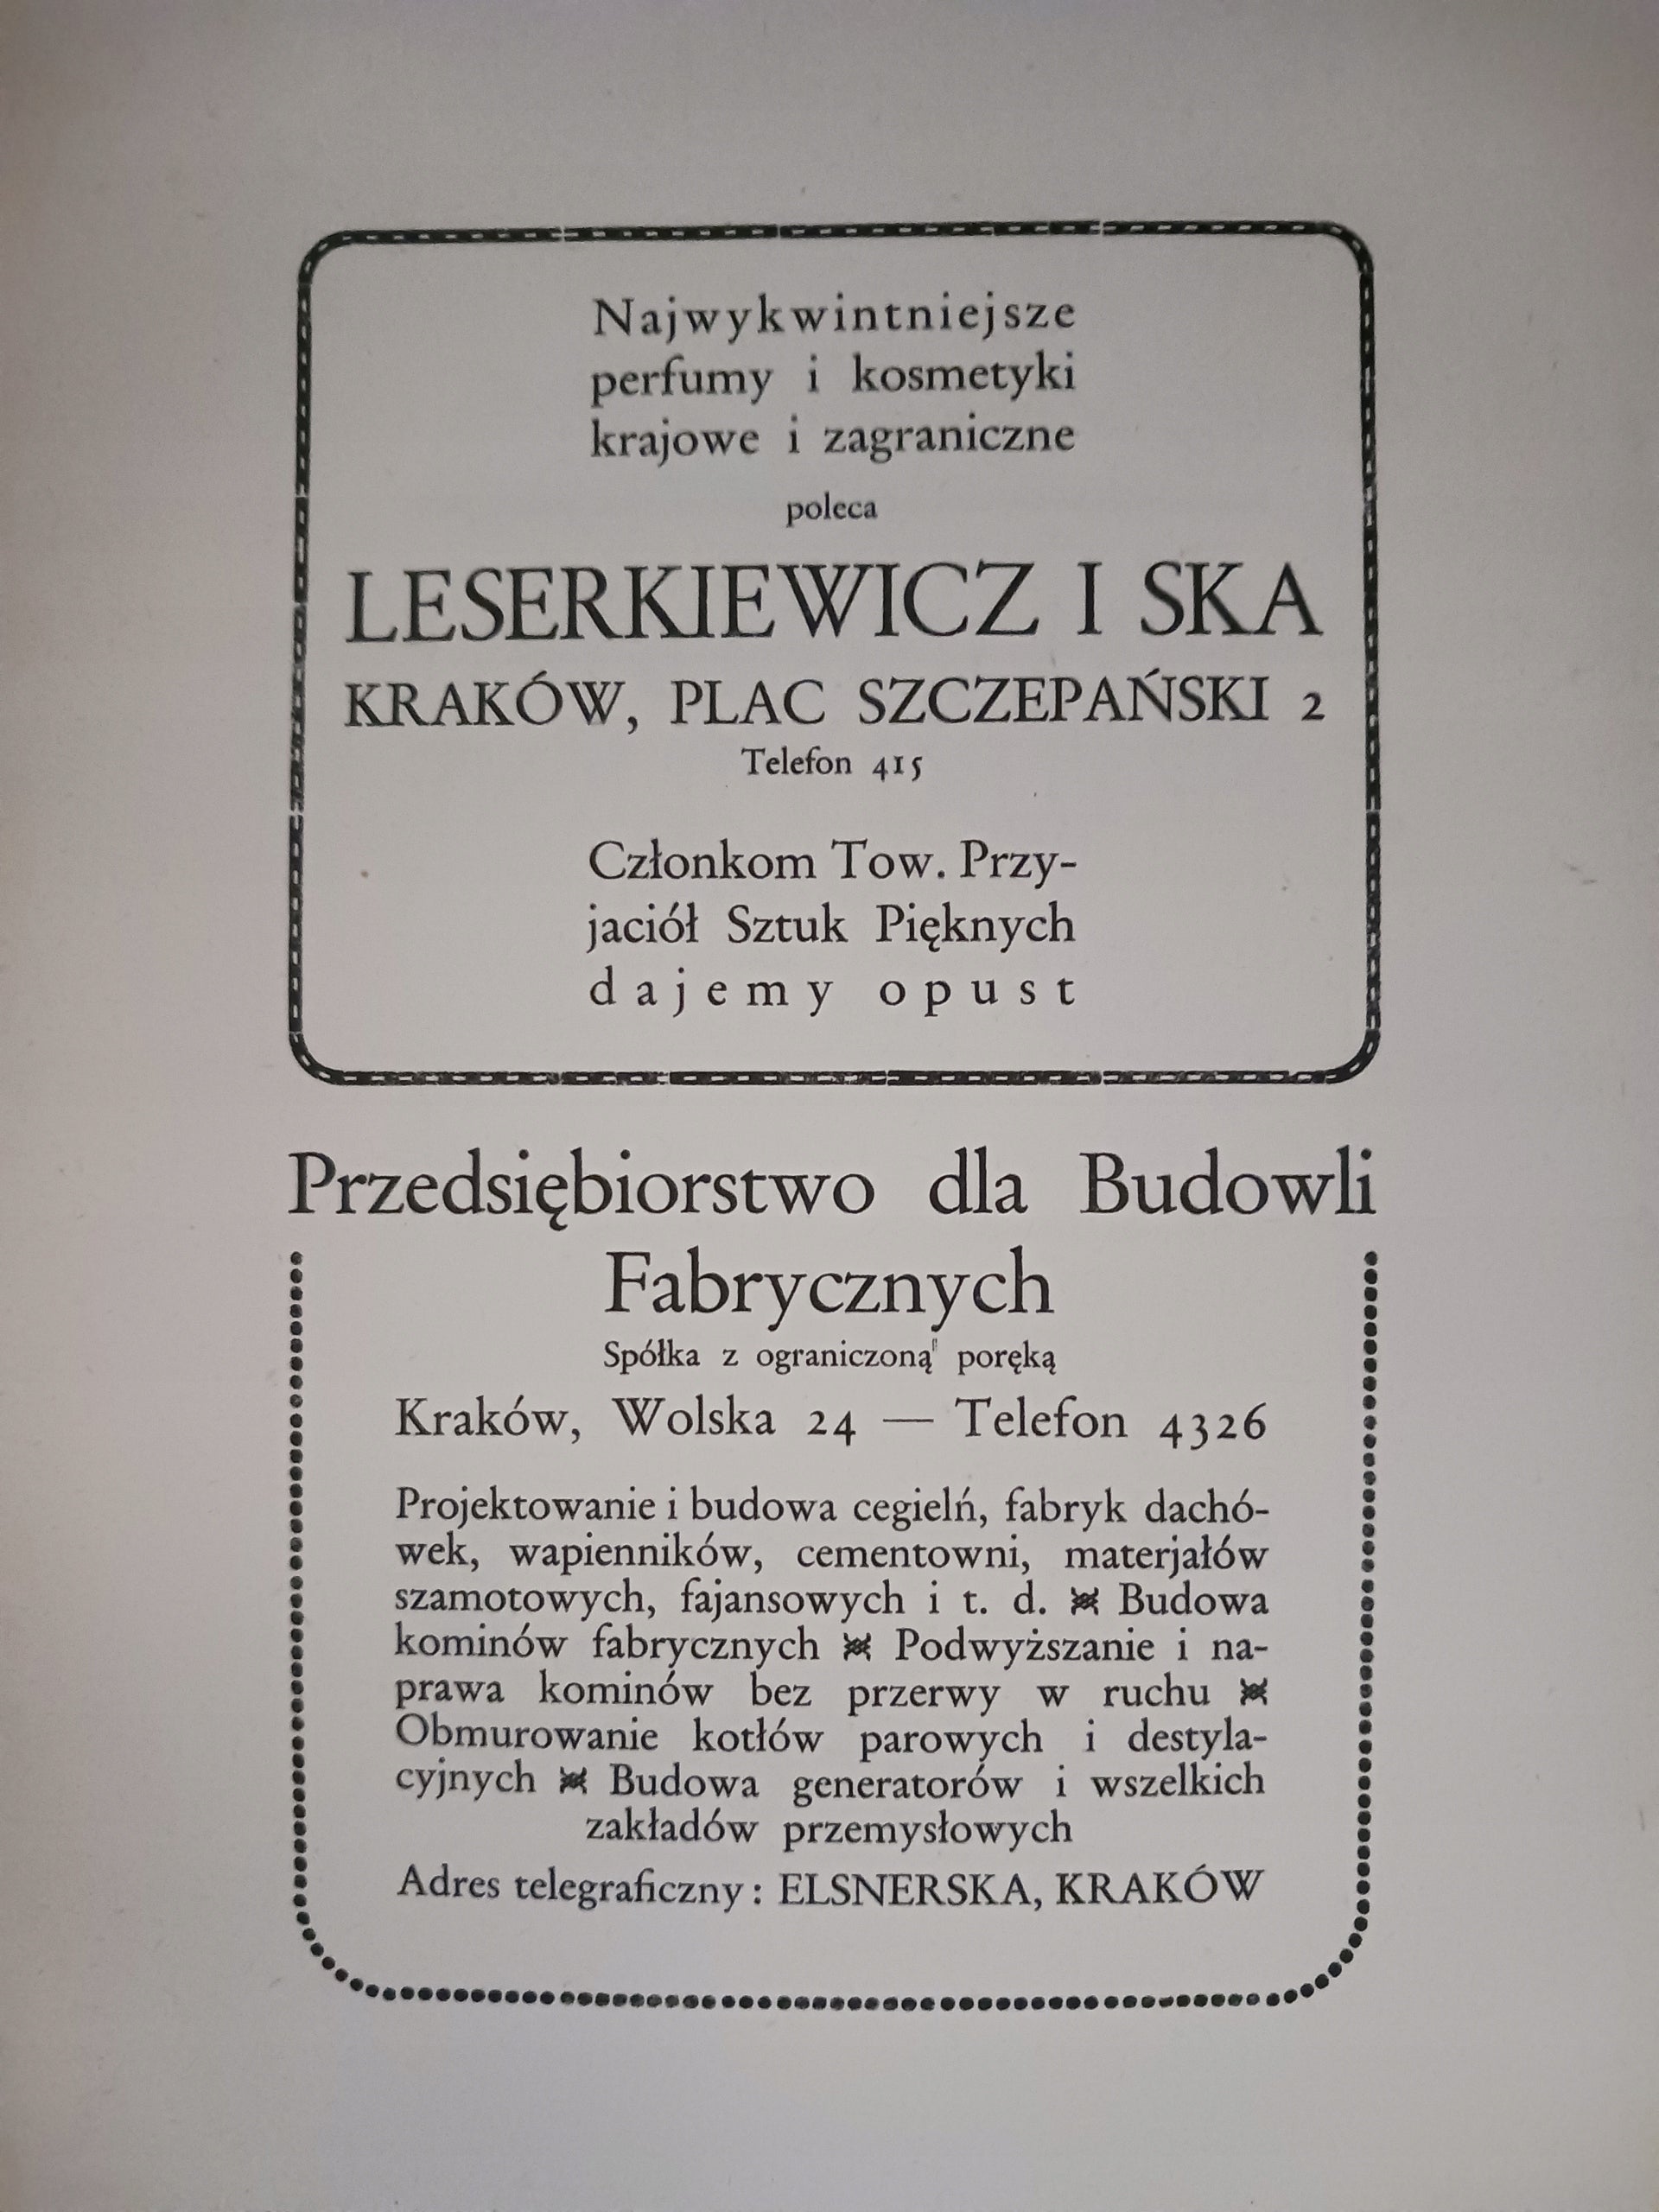 Najwykwintniejsze
perfumy i kosmetyki
krajowe i zagraniczne
poleca
LESERKIEWICZ I SKA
KRAKÓW, PLAC SZCZEPAŃSKI 2
Telefon 415
Członkom Tow. Przy-
jaciół Sztuk Pięknych
dajemy opust
Przedsiębiorstwo dla Budowli
Fabrycznych
Spółka z ograniczoną poręką
Kraków, Wolska 24 — Telefon 4326
Projektowanie i budowa cegielń, fabryk dachó-
wek, wapienników, cementowni, materjałów
szamotowych, fajansowych i t. d. ⁕ Budowa
kominów fabrycznych ⁕ Podwyższanie i na-
prawa kominów bez przerwy w ruchu ⁕
Obmurowanie kotłów parowych i destyla-
cyjnych ⁕ Budowa generatorów i wszelkich
zakładów przemysłowych
Adres telegraficzny: ELSNERSKA, KRAKÓW